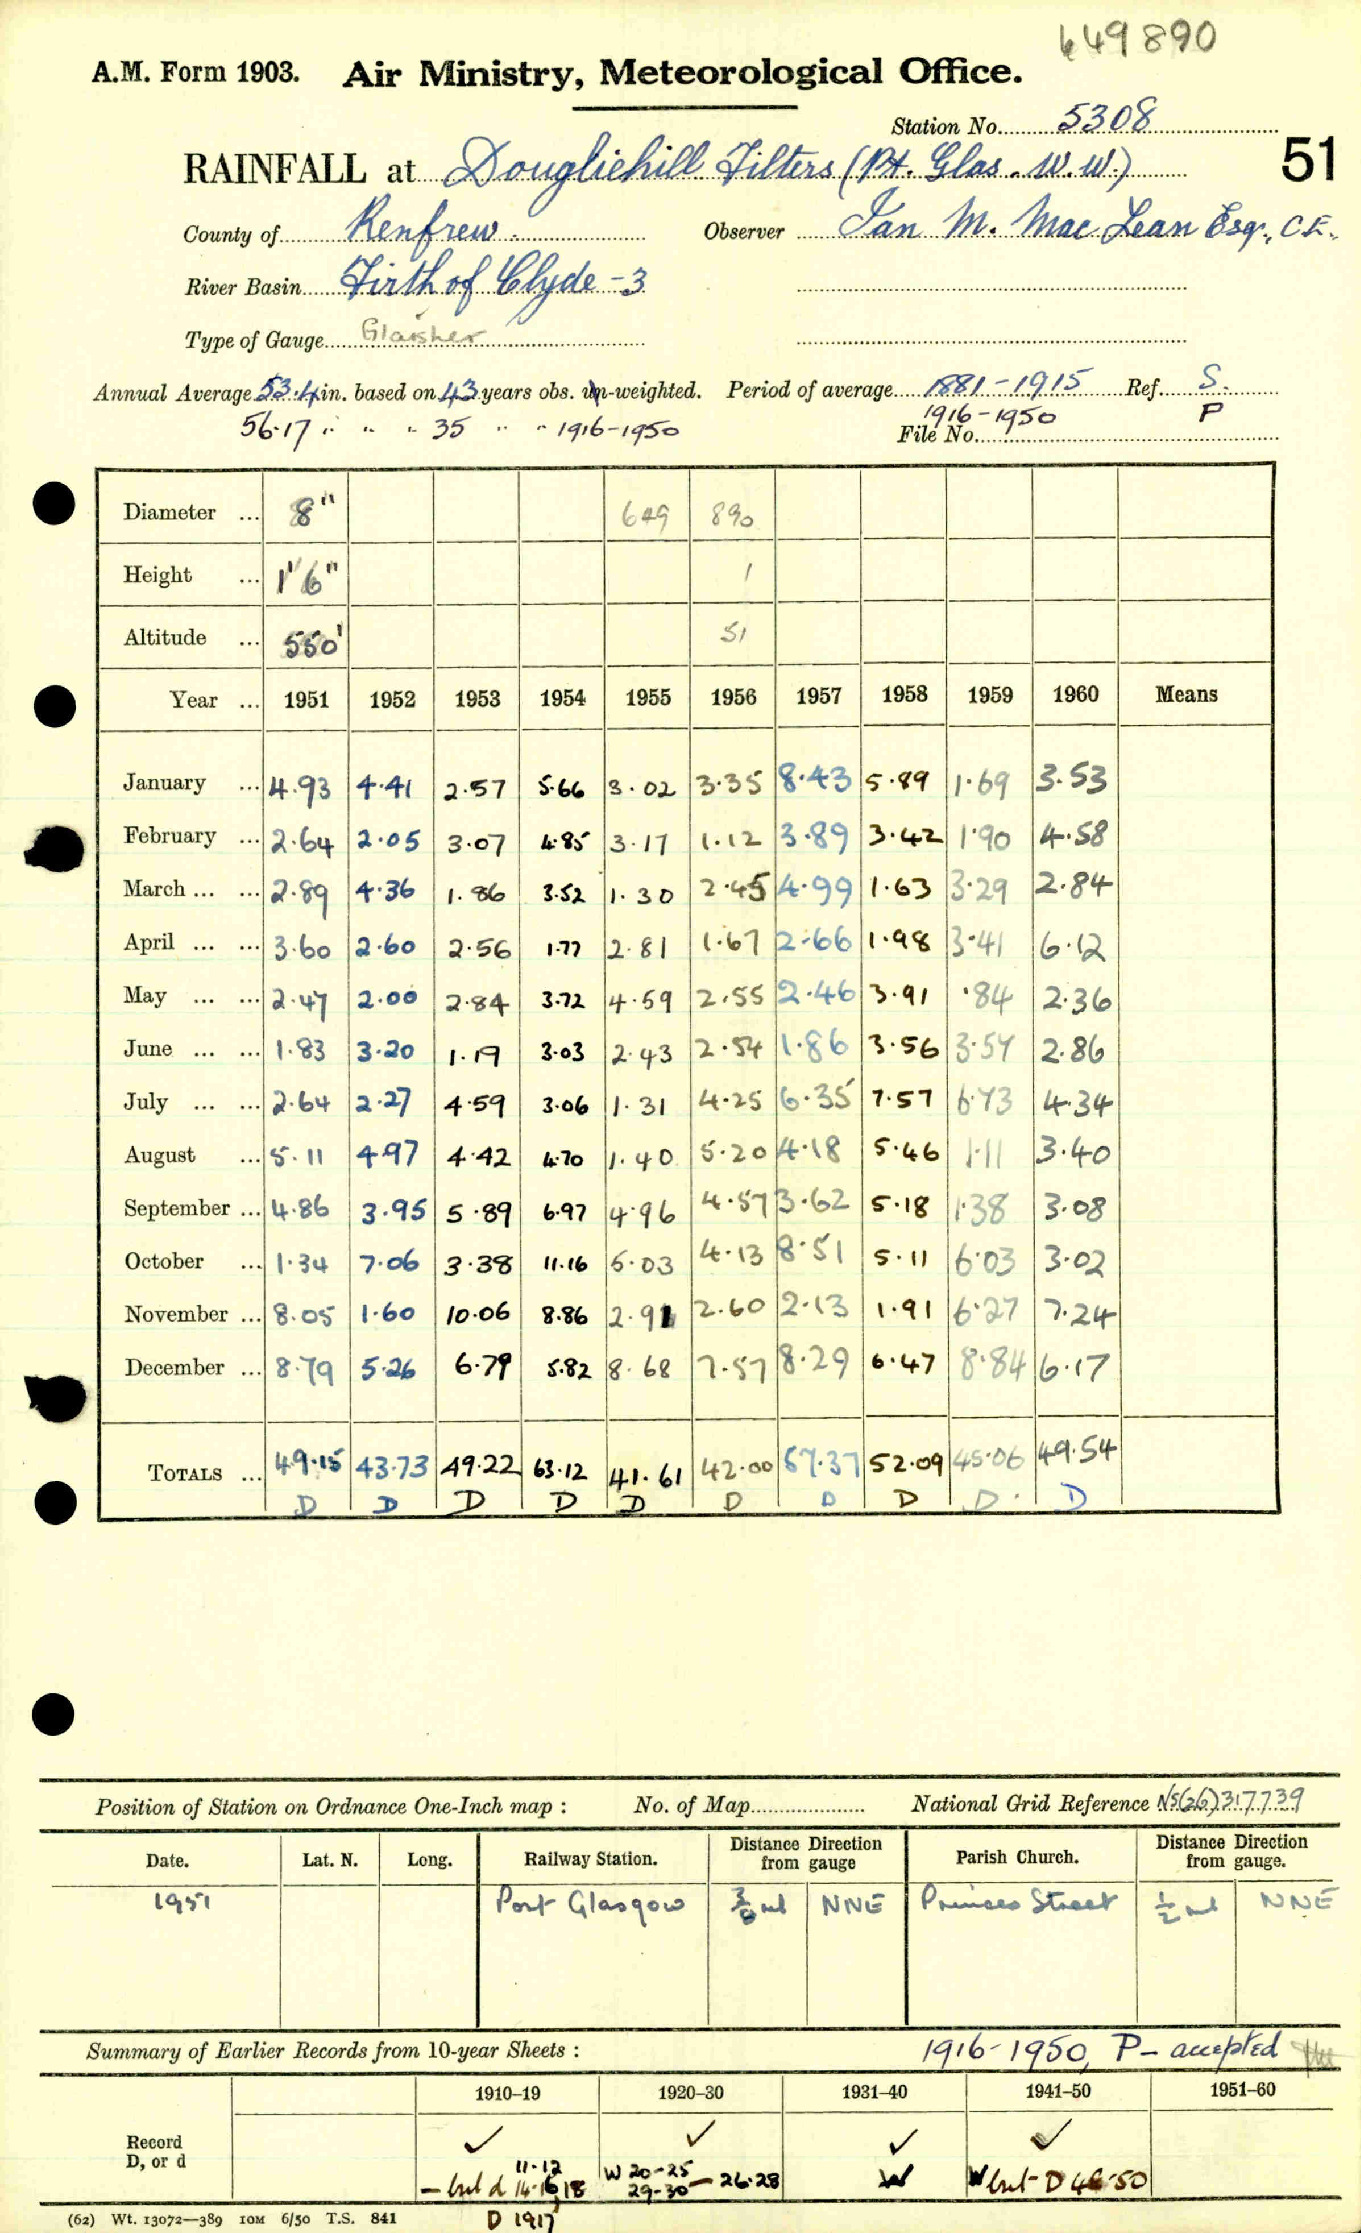 649890
A.M. Form 1903. Air Ministry, Meteorological Office.
Station No. 5308
51
RAINFALL at Dougliehill Filters (Pt. Glas. W.W.)
County of Renfrew. Observer Ian M. MacLean Esq., C.E.
River Basin Firth of Clyde -3
Type of Gauge Glaisher
Annual Average 53.4 in. based on 43 years obs. un-weighted. Period of average 1881-1915 Ref. S.
56.17 " " " 35 " " 1916-1950 1916-1950 P
File No.
Diameter ... 8" 649 890
Height ... 1'6" 1
Altitude ... 550' 51
Year ... 1951 1952 1953 1954 1955 1956 1957 1958 1959 1960 Means
January ... 4.93 4.41 2.57 5.66 3.02 3.35 8.43 5.89 1.69 3.53
February ... 2.64 2.05 3.07 4.85 3.17 1.12 3.89 3.42 1.90 4.58
March ... ... 2.89 4.36 1.86 3.52 1.30 2.45 4.99 1.63 3.29 2.84
April ... ... 3.60 2.60 2.56 1.77 2.81 1.67 2.66 1.98 3.41 6.12
May ... ... 2.47 2.00 2.84 3.72 4.59 2.55 2.46 3.91 .84 2.36
June ... ... 1.83 3.20 1.19 3.03 2.43 2.54 1.86 3.56 3.57 2.86
July ... ... 2.64 2.27 4.59 3.06 1.31 4.25 6.35 7.57 6.73 4.34
August ... 5.11 4.97 4.42 4.70 1.40 5.20 4.18 5.46 1.11 3.40
September ... 4.86 3.95 5.89 6.97 4.96 4.57 3.62 5.18 1.38 3.08
October ... 1.34 7.06 3.38 11.16 5.03 4.13 8.51 5.11 6.03 3.02
November ... 8.05 1.60 10.06 8.86 2.91 2.60 2.13 1.91 6.27 7.24
December ... 8.79 5.26 6.79 5.82 8.68 7.57 8.29 6.47 8.84 6.17
TOTALS ... 49.15 43.73 49.22 63.12 41.61 42.00 57.37 52.09 45.06 49.54
D D D D D D D D D. D
Position of Station on Ordnance One-Inch map : No. of Map National Grid Reference NS(26)317739
Date. Lat. N. Long. Railway Station. Distance Direction from gauge Parish Church. Distance Direction from gauge.
1951 Port Glasgow 3/8 ml NNE Princes Street 1/2 ml NNE
Summary of Earlier Records from 10-year Sheets : 1916-1950, P - accepted
1910–19 1920–30 1931–40 1941–50 1951–60
Record ✓ ✓ ✓ ✓
D, or d
11-12 W 20-25
- but d 14-16, 18 29-30 - 26-28 W W but D 46-50
(62) Wt. 13072—389 10M 6/50 T.S. 841 D 1917